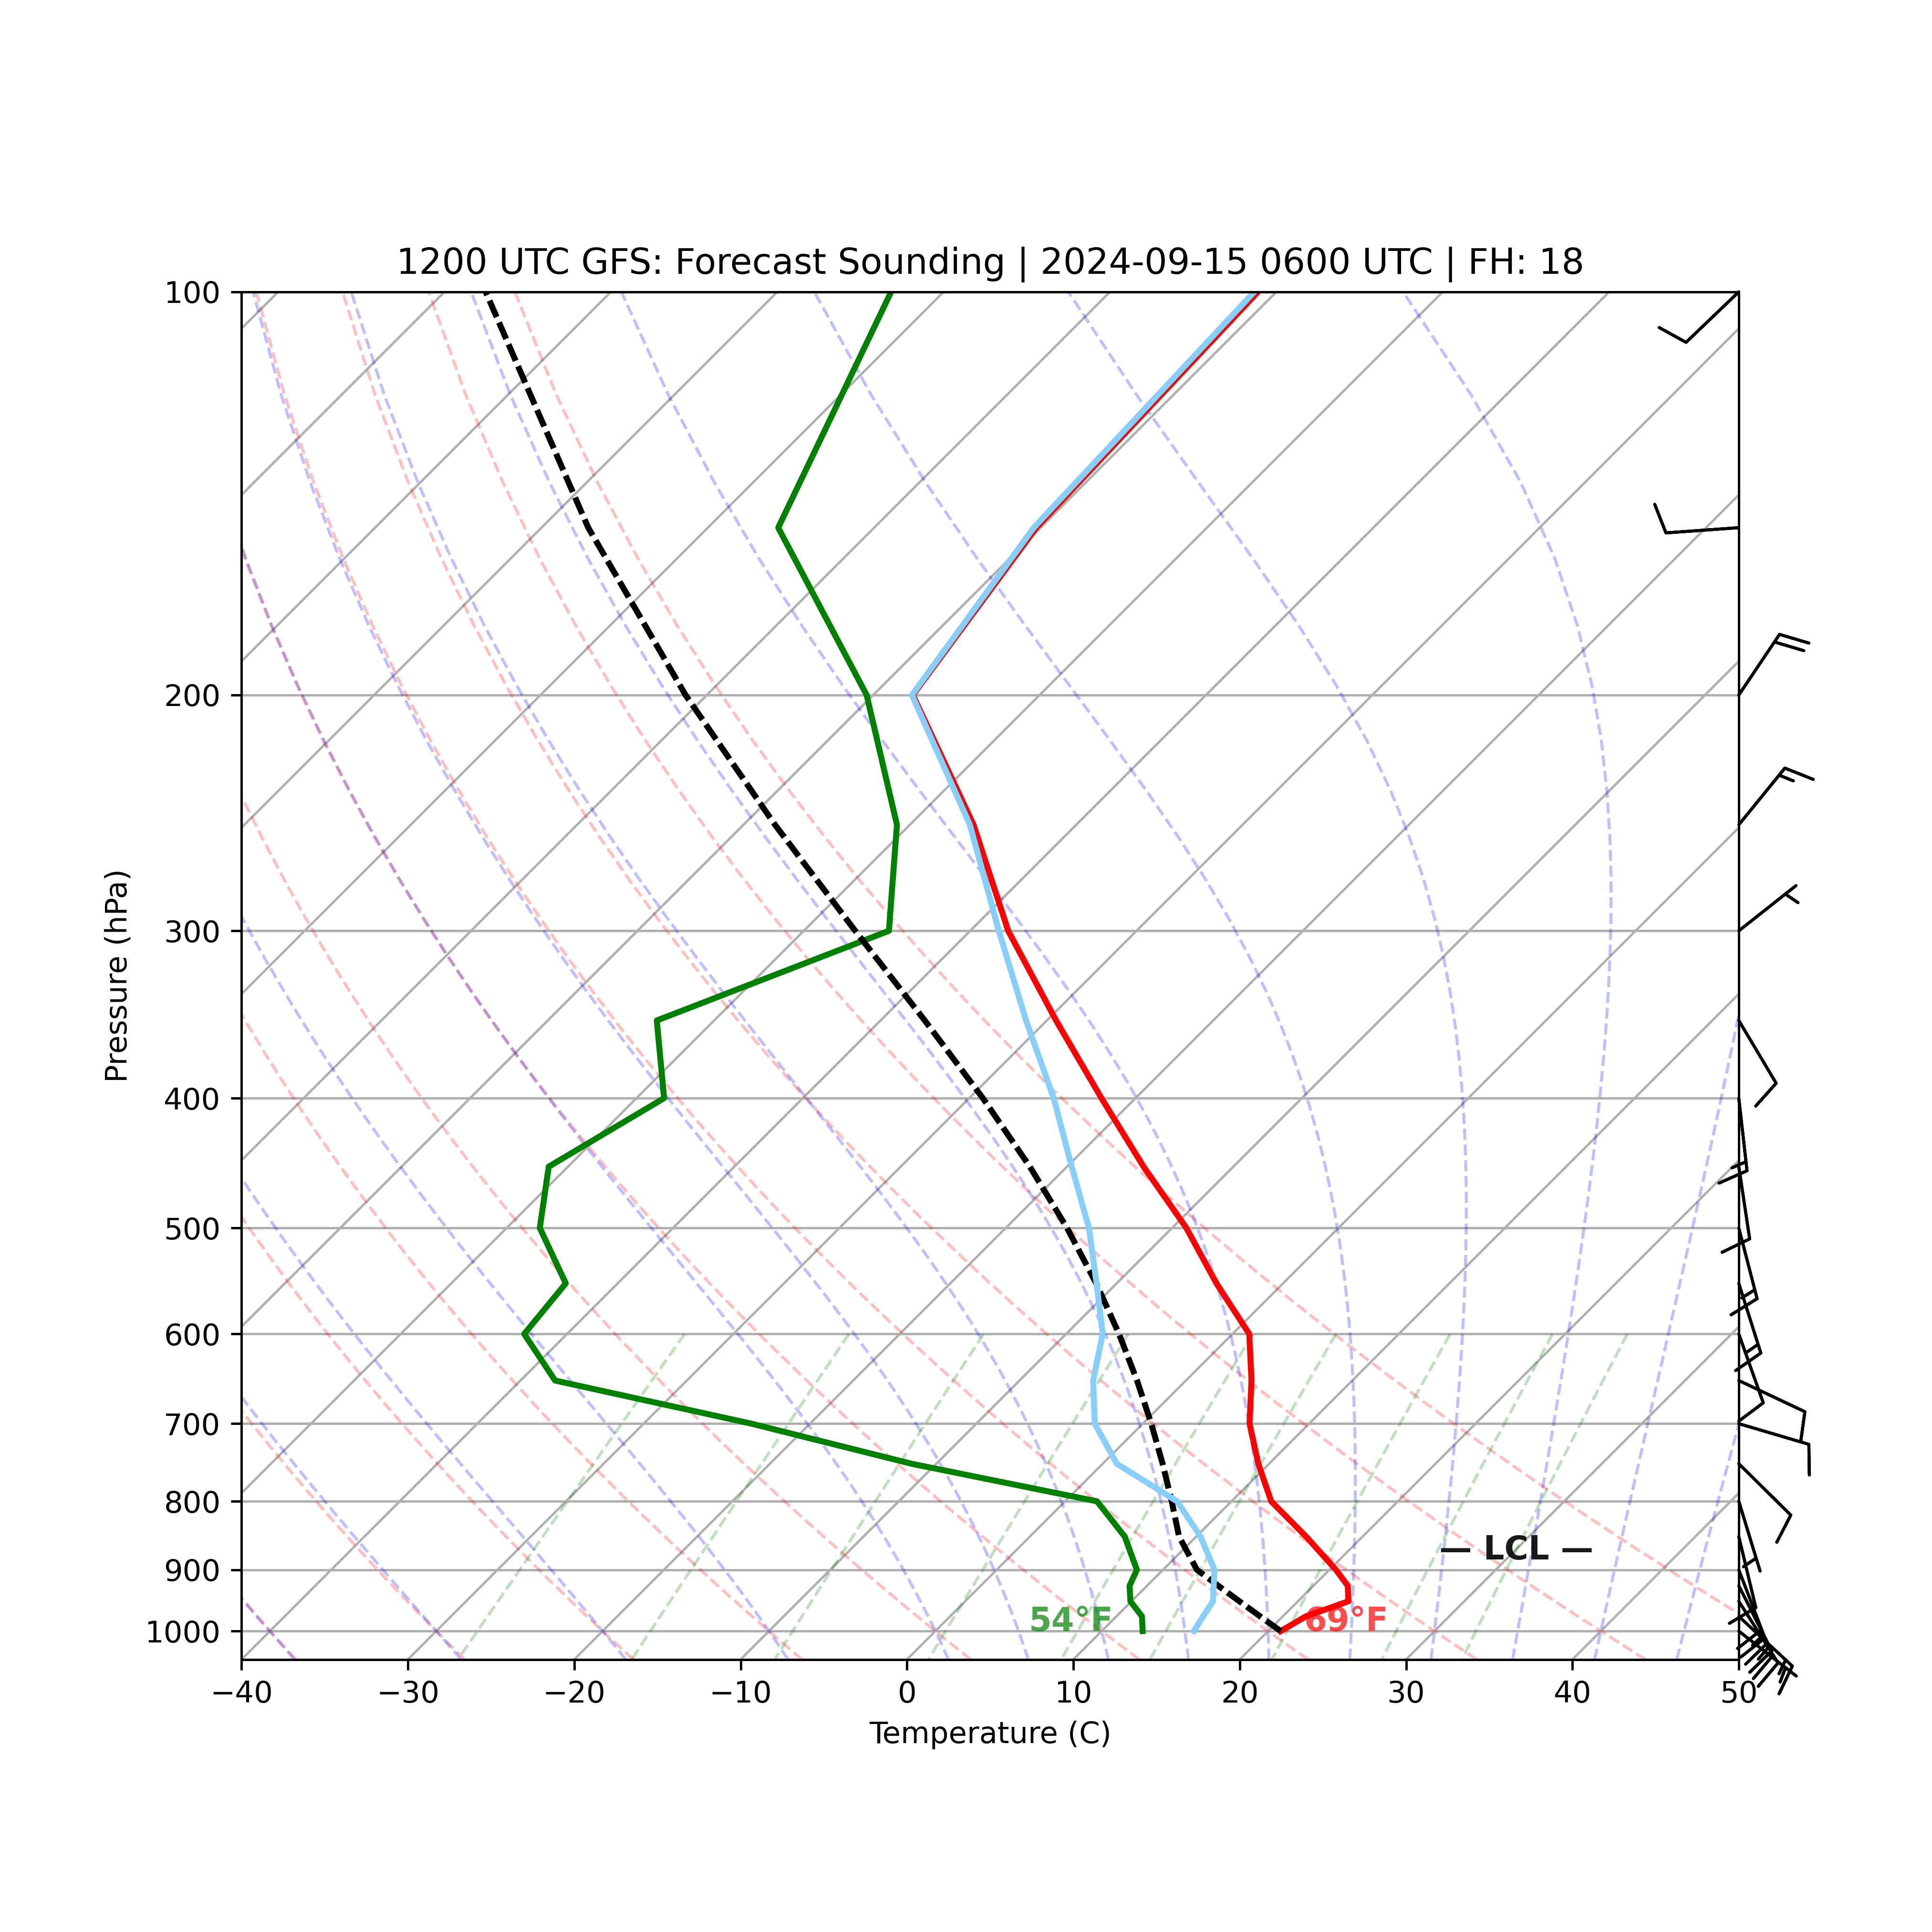 1200 UTC GFS: Forecast Sounding | 2024-09-15 0600 UTC | FH: 18
100
200
300
400
500
600
700
800
900
1000
Pressure (hPa)
— LCL —
54°F
69°F
−40 −30 −20 −10 0 10 20 30 40 50
Temperature (C)